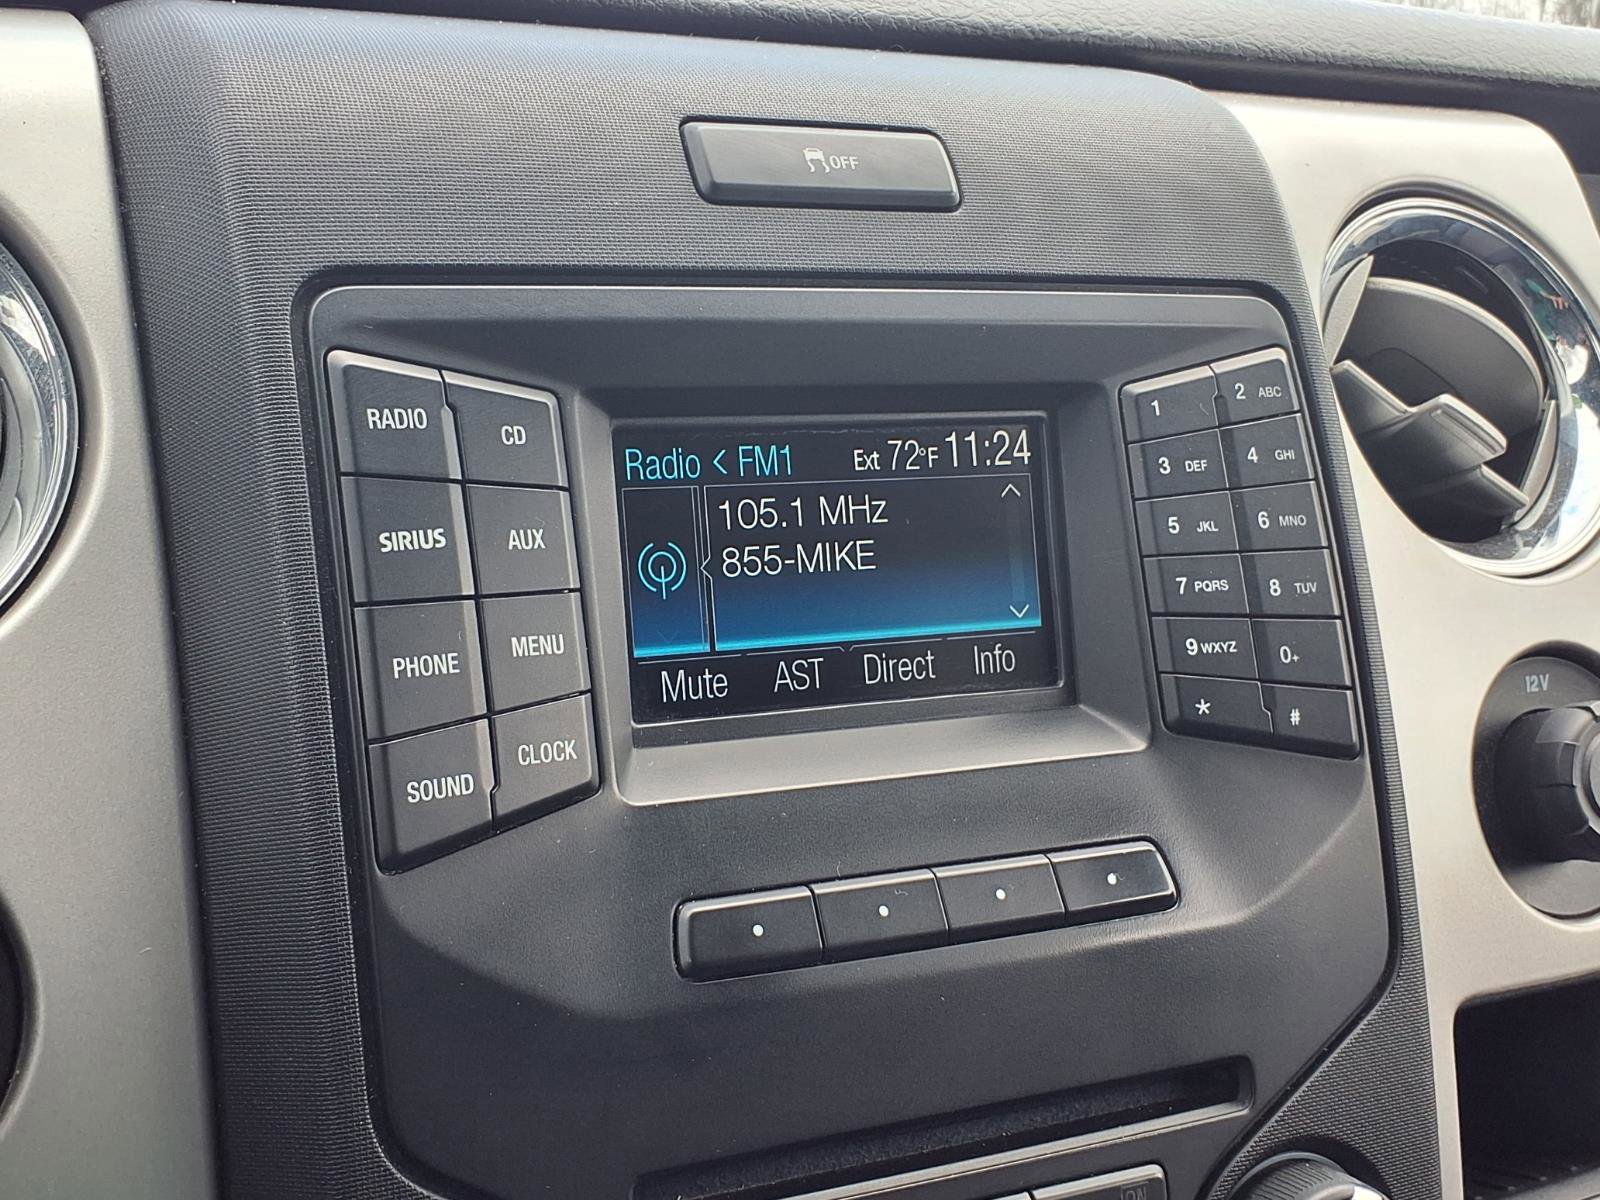 OFF
RADIO
CD
SIRIUS
AUX
PHONE
MENU
SOUND
CLOCK
Radio < FM1 Ext 72°F 11:24
105.1 MHz
855-MIKE
Mute AST Direct Info
1
2 ABC
3 DEF
4 GHI
5 JKL
6 MNO
7 PQRS
8 TUV
9 WXYZ
0+
*
#
12V